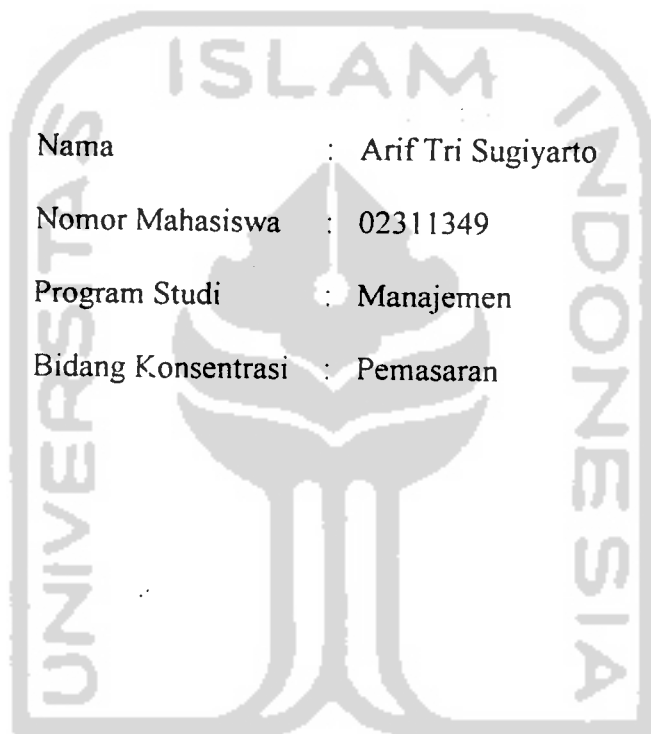 UNIVERSITAS ISLAM INDONESIA
Nama : Arif Tri Sugiyarto
Nomor Mahasiswa : 02311349
Program Studi : Manajemen
Bidang Konsentrasi : Pemasaran